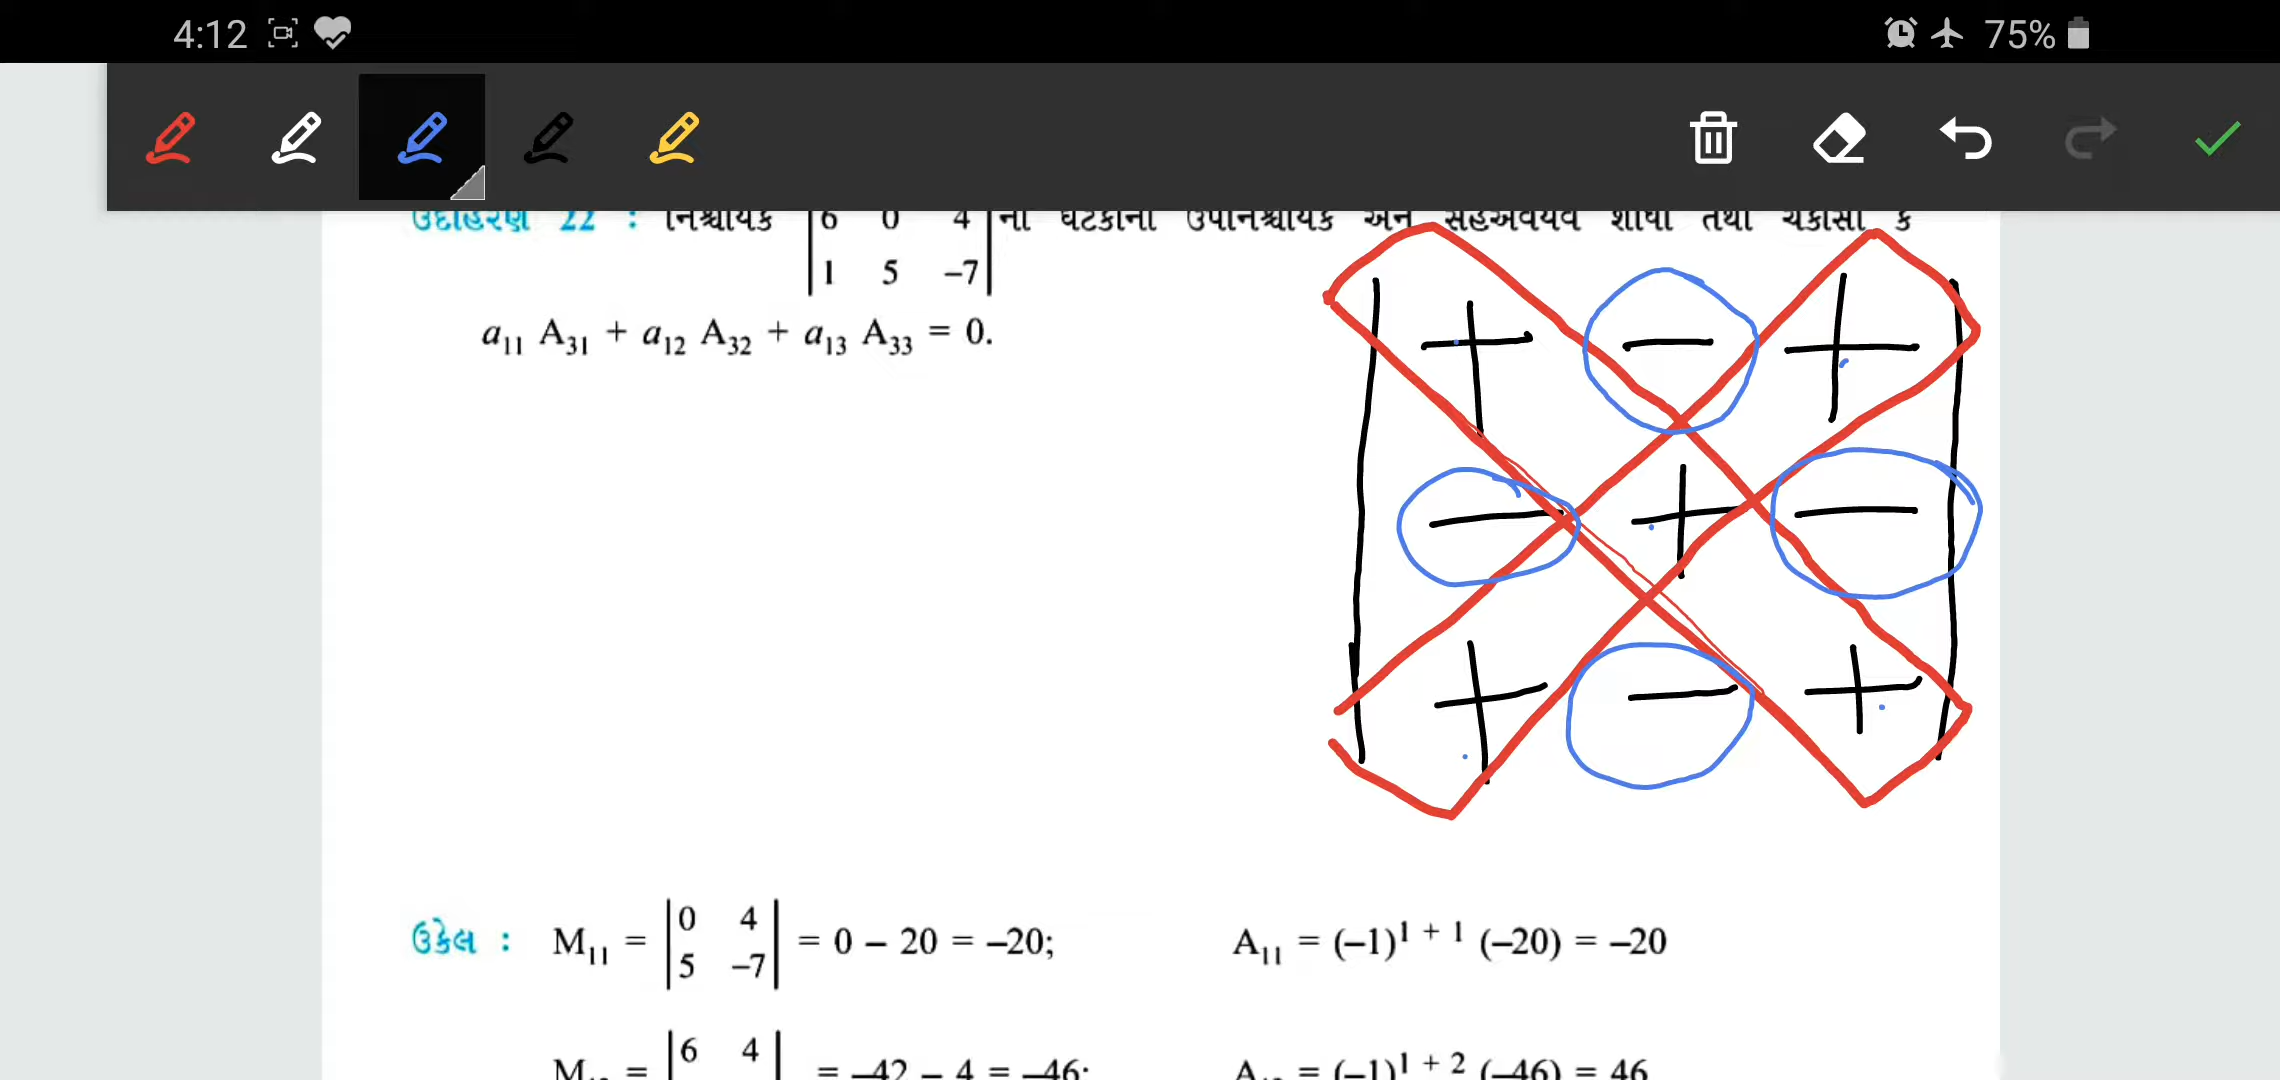 4:12 75%
ઉદાહરણ 22 : નિશ્ચાયક |6 0 4| ના ઘટકોનાં ઉપનિશ્ચાયક અને સહઅવયવ શોધો તથા ચકાસો કે
|1 5 –7|
a₁₁ A₃₁ + a₁₂ A₃₂ + a₁₃ A₃₃ = 0.
+ – +
– + –
+ – +
ઉકેલ : M₁₁ = |0 4| = 0 – 20 = –20; A₁₁ = (–1)¹ ⁺ ¹ (–20) = –20
|5 –7|
|6 4| = –42 – 4 = –46; = (–1)¹ ⁺ ² (–46) = 46